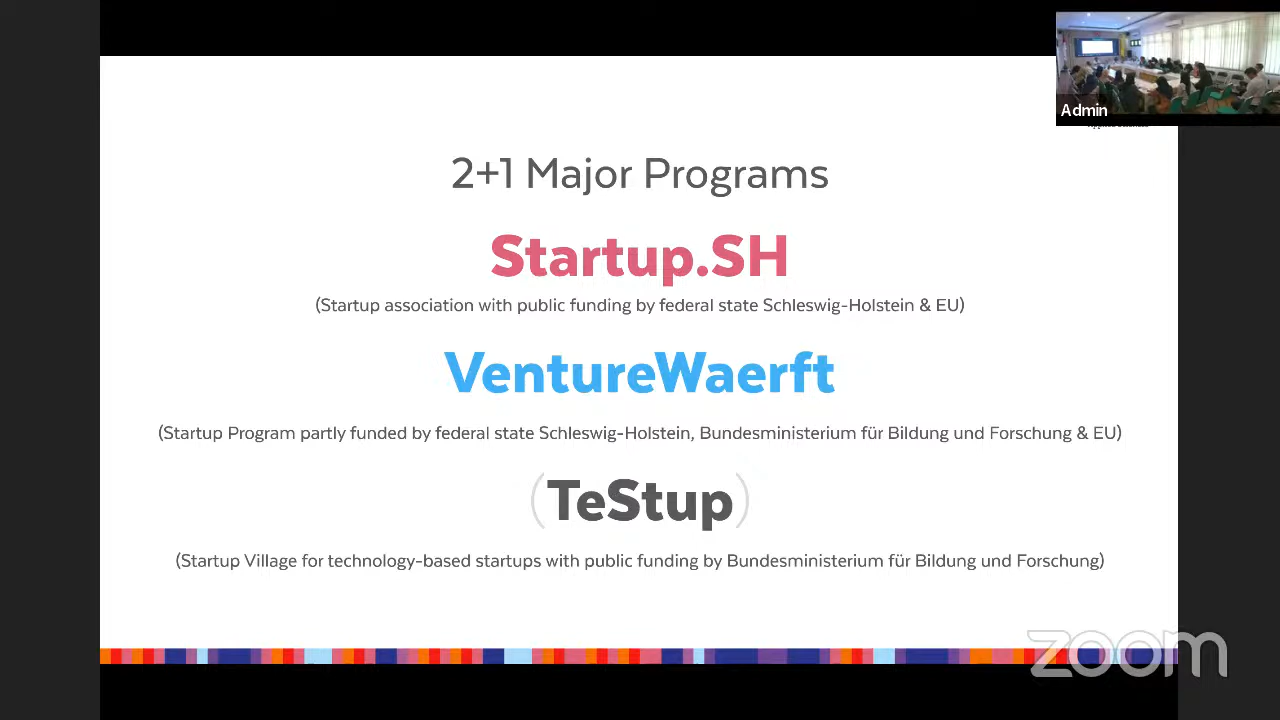 Admin
2+1 Major Programs
Startup.SH
(Startup association with public funding by federal state Schleswig-Holstein & EU)
VentureWaerft
(Startup Program partly funded by federal state Schleswig-Holstein, Bundesministerium für Bildung und Forschung & EU)
(TeStup)
(Startup Village for technology-based startups with public funding by Bundesministerium für Bildung und Forschung)
zoom